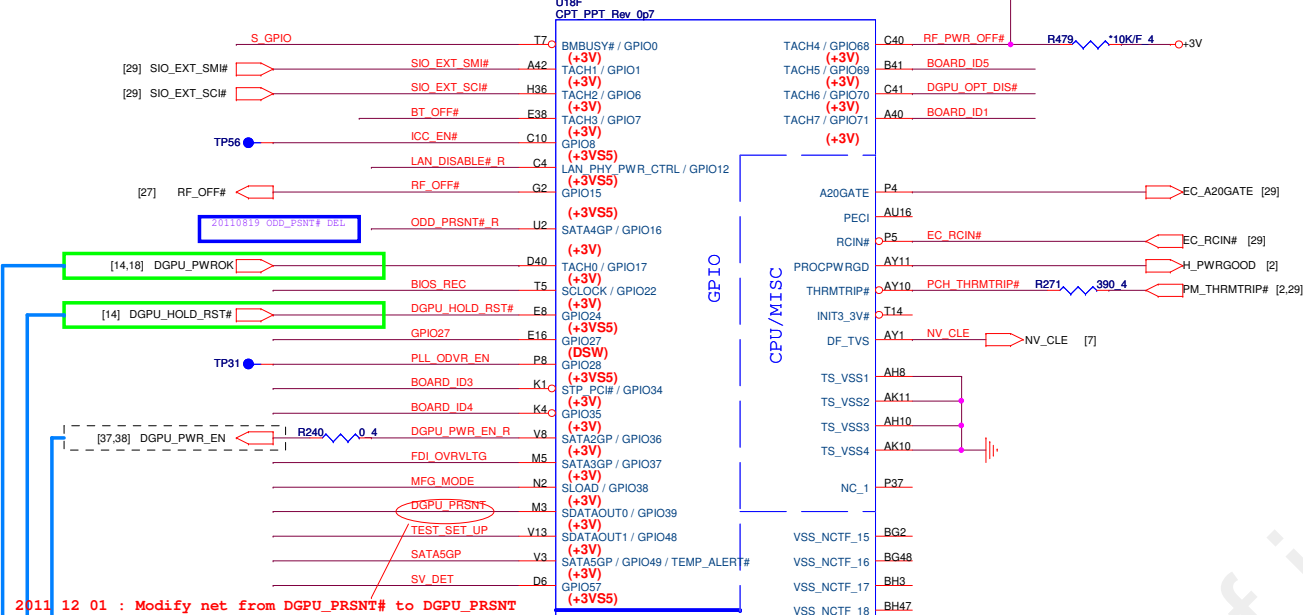 U18F
CPT_PPT_Rev_0p7
S_GPIO T7 BMBUSY# / GPIO0 TACH4 / GPIO68 C40 RF_PWR_OFF# R479 *10K/F_4 +3V
(+3V) (+3V)
[29] SIO_EXT_SMI# SIO_EXT_SMI# A42 TACH1 / GPIO1 TACH5 / GPIO69 B41 BOARD_ID5
(+3V) (+3V)
[29] SIO_EXT_SCI# SIO_EXT_SCI# H36 TACH2 / GPIO6 TACH6 / GPIO70 C41 DGPU_OPT_DIS#
(+3V) (+3V)
BT_OFF# E38 TACH3 / GPIO7 TACH7 / GPIO71 A40 BOARD_ID1
(+3V) (+3V)
TP56 ICC_EN# C10 GPIO8
(+3VS5)
LAN_DISABLE#_R C4 LAN_PHY_PWR_CTRL / GPIO12
(+3VS5)
[27] RF_OFF# RF_OFF# G2 GPIO15 A20GATE P4 EC_A20GATE [29]
(+3VS5) PECI AU16
20110819 ODD_PSNT# DEL ODD_PRSNT#_R U2 SATA4GP / GPIO16
RCIN# P5 EC_RCIN# EC_RCIN# [29]
(+3V)
[14,18] DGPU_PWROK D40 TACH0 / GPIO17 GPIO CPU/MISC PROCPWRGD AY11 H_PWRGOOD [2]
(+3V)
BIOS_REC T5 SCLOCK / GPIO22 THRMTRIP# AY10 PCH_THRMTRIP# R271 390_4 PM_THRMTRIP# [2,29]
(+3V)
[14] DGPU_HOLD_RST# DGPU_HOLD_RST# E8 GPIO24 INIT3_3V# T14
(+3VS5)
GPIO27 E16 GPIO27 DF_TVS AY1 NV_CLE NV_CLE [7]
(DSW)
TP31 PLL_ODVR_EN P8 GPIO28
(+3VS5) TS_VSS1 AH8
BOARD_ID3 K1 STP_PCI# / GPIO34
(+3V) TS_VSS2 AK11
BOARD_ID4 K4 GPIO35
(+3V) TS_VSS3 AH10
[37,38] DGPU_PWR_EN R240 0_4 DGPU_PWR_EN_R V8 SATA2GP / GPIO36
(+3V) TS_VSS4 AK10
FDI_OVRVLTG M5 SATA3GP / GPIO37
(+3V)
MFG_MODE N2 SLOAD / GPIO38 NC_1 P37
(+3V)
DGPU_PRSNT M3 SDATAOUT0 / GPIO39
(+3V)
TEST_SET_UP V13 SDATAOUT1 / GPIO48 VSS_NCTF_15 BG2
(+3V)
SATA5GP V3 SATA5GP / GPIO49 / TEMP_ALERT# VSS_NCTF_16 BG48
(+3V)
SV_DET D6 GPIO57 VSS_NCTF_17 BH3
(+3VS5)
2011 12 01 : Modify net from DGPU_PRSNT# to DGPU_PRSNT VSS_NCTF_18 BH47